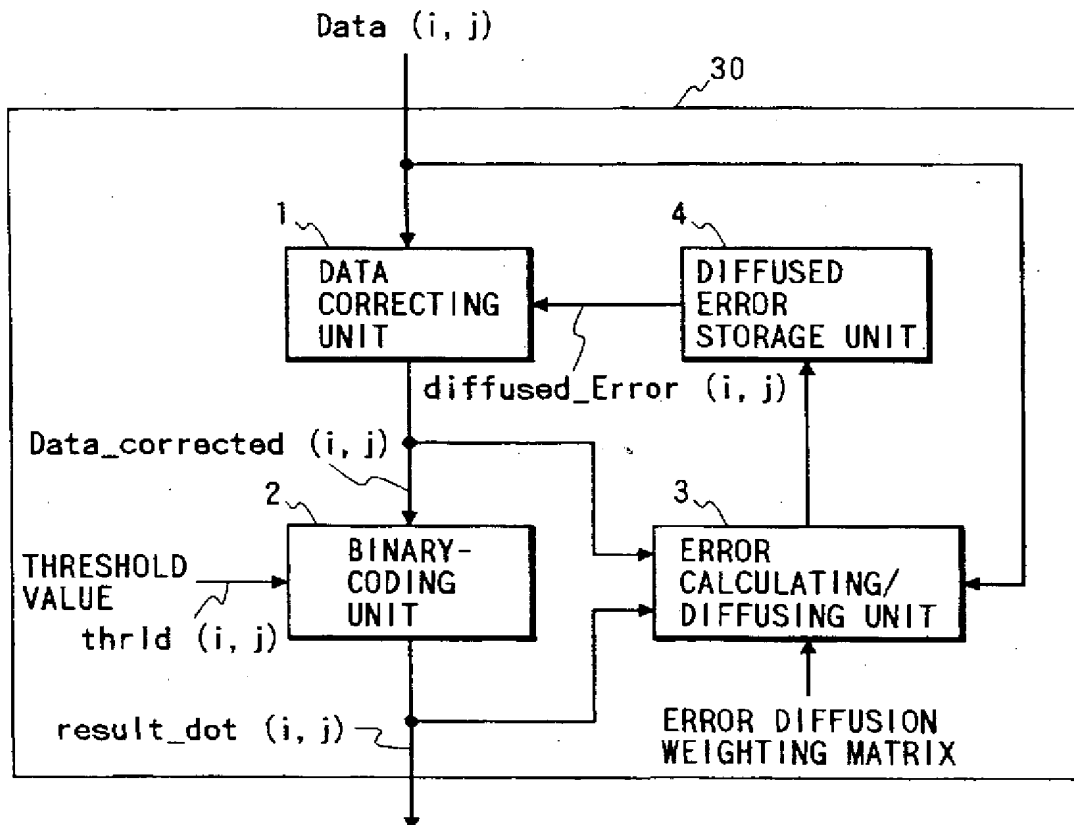 Data (i, j)
30
1
4
DATA
CORRECTING
UNIT
DIFFUSED
ERROR
STORAGE UNIT
diffused_Error (i, j)
Data_corrected (i, j)
2
3
THRESHOLD
VALUE
thrld (i, j)
BINARY-
CODING
UNIT
ERROR
CALCULATING/
DIFFUSING UNIT
result_dot (i, j)
ERROR DIFFUSION
WEIGHTING MATRIX